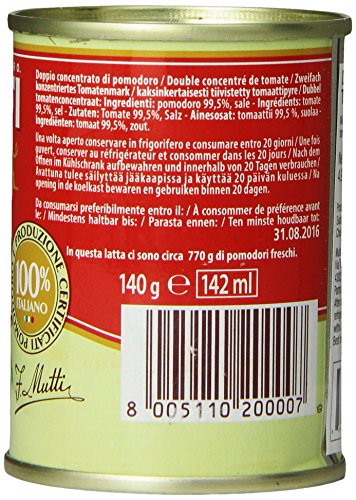 Doppio concentrato di pomodoro / Double concentré de tomate / Zweifach
konzentriertes Tomatenmark / kaksinkertaisesti tiivistetty tomaattipyre / Dubbel
tomatenconcentraat: Ingredienti: pomodoro 99,5%, sale - Ingrédients:
tomate 99,5%, sel - Zutaten: Tomate 99,5%, Salz - Ainesosat: tomaattii 99,5%, suolaa-
Ingrediënten: tomaat 99,5%, zout.
Una volta aperto conservare in frigorifero e consumare entro 20 giorni / Une fois
ouvert, conserver au réfrigérateur et consommer dans les 20 jours / Nach dem
Öffnen im Kühlschrank aufbewahren und innerhalb von 20 Tagen verbrauchen /
Avattuna tulee säilyttää jääkaapissa ja käyttää 20 päivän kuluessa / Na
opening in de koelkast bewaren en gebruiken binnen 20 dagen.
Da consumarsi preferibilmente entro il: / À consommer de préférence avant
le: / Mindestens haltbar bis: / Parasta ennen: / Ten minste houdbaar tot:
31.08.2016
In questa latta ci sono circa 770 g di pomodori freschi.
PRODUZIONE CERTIFICATI
100%
ITALIANO
140 g e 142 ml
F. Mutti
8 005110 200007